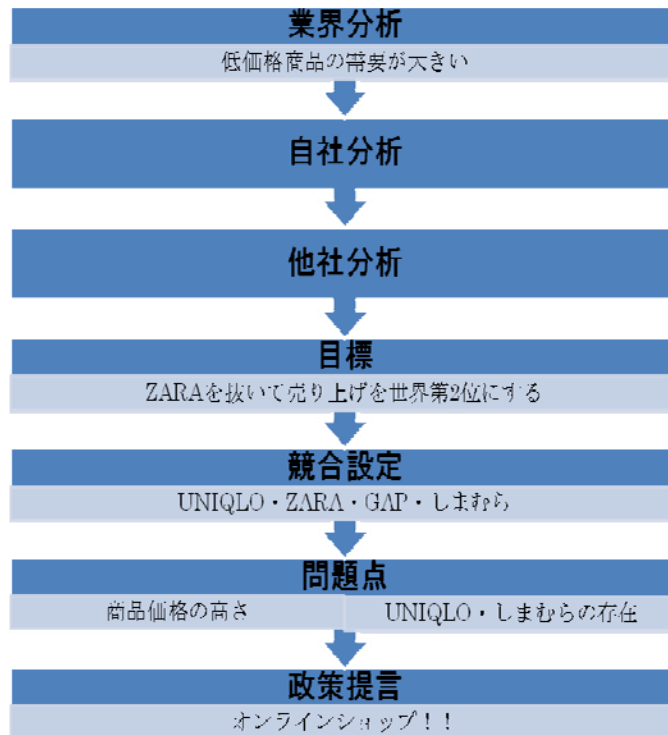 業界分析
低価格商品の需要が大きい
自社分析
他社分析
目標
ZARAを抜いて売り上げを世界第2位にする
競合設定
UNIQLO・ZARA・GAP・しまむら
問題点
商品価格の高さ
UNIQLO・しまむらの存在
政策提言
オンラインショップ！！